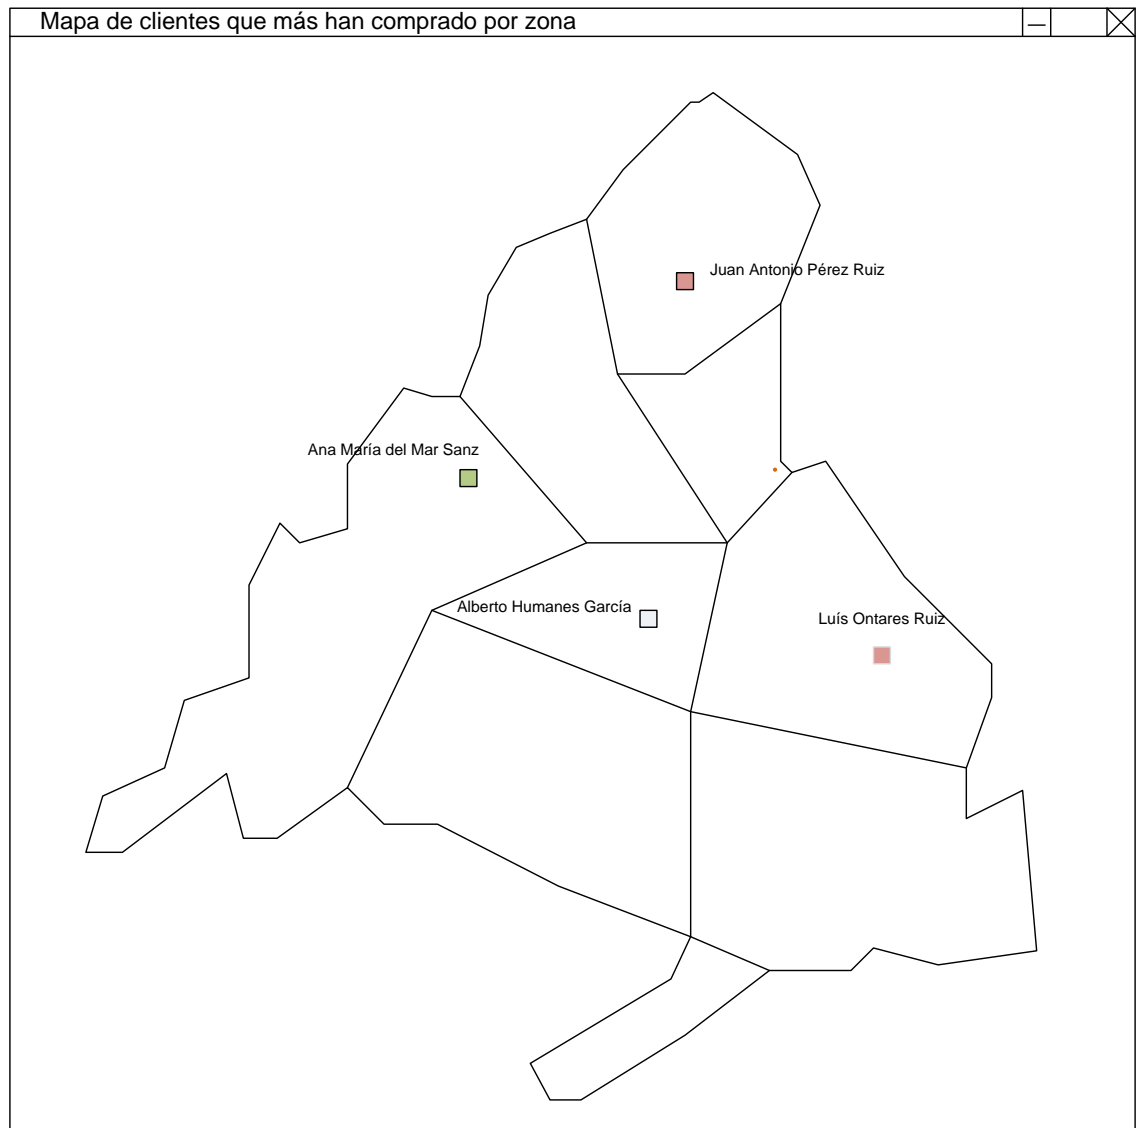 Mapa de clientes que más han comprado por zona
Juan Antonio Pérez Ruiz
Ana María del Mar Sanz
Alberto Humanes García
Luís Ontares Ruiz